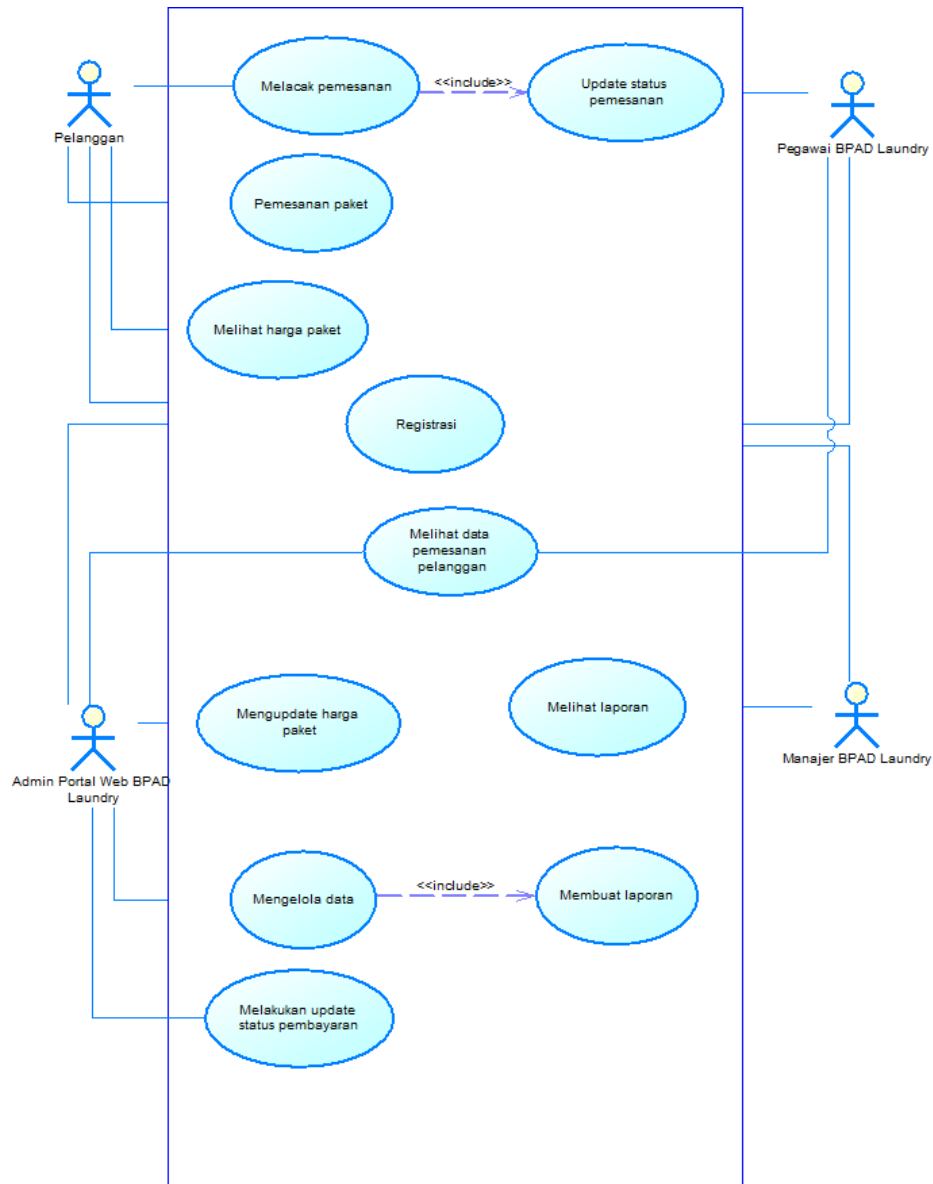 Melacak pemesanan
<<include>>
Update status
pemesanan
Pelanggan
Pegawai BPAD Laundry
Pemesanan paket
Melihat harga paket
Registrasi
Melihat data
pemesanan
pelanggan
Mengupdate harga
paket
Melihat laporan
Admin Portal Web BPAD
Laundry
Manajer BPAD Laundry
Mengelola data
<<include>>
Membuat laporan
Melakukan update
status pembayaran